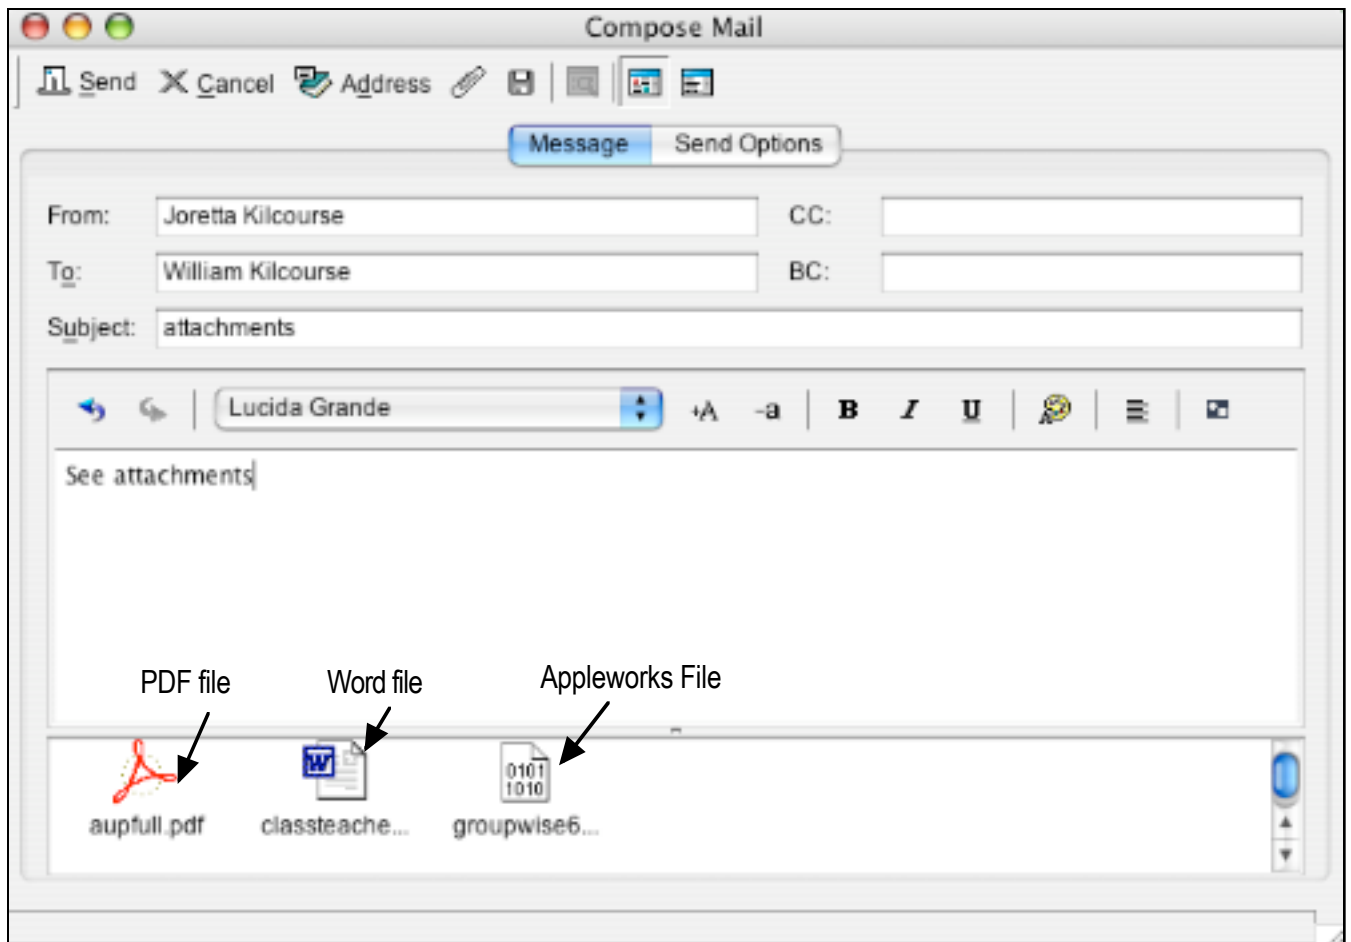 Compose Mail
Send Cancel Address
Message Send Options
From: Joretta Kilcourse CC:
To: William Kilcourse BC:
Subject: attachments
Lucida Grande +A -a B I U
See attachments
PDF file Word file Appleworks File
W 0101
1010
aupfull.pdf classteache... groupwise6...